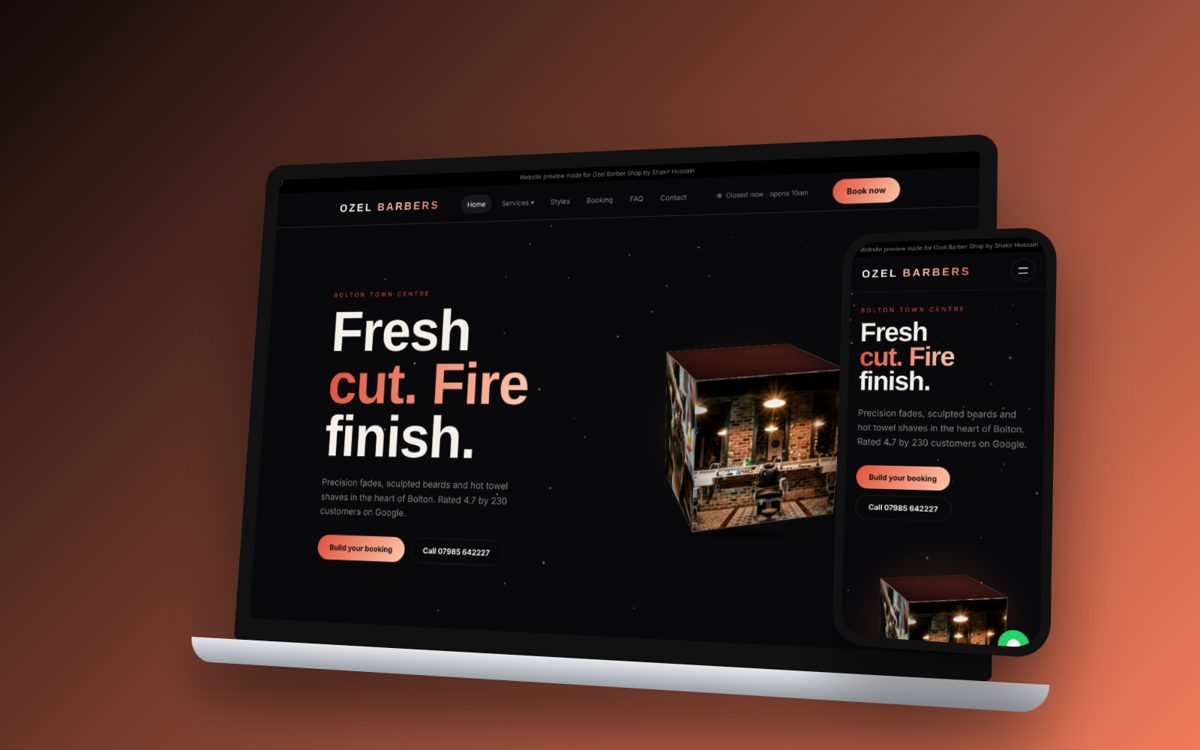 Website preview made for Ozel Barber Shop by Shakir Hussain
OZEL BARBERS
Home
Services
Styles
Booking
FAQ
Contact
Closed now · opens 10am
Book now
BOLTON TOWN CENTRE
Fresh
cut. Fire
finish.
Precision fades, sculpted beards and hot towel
shaves in the heart of Bolton. Rated 4.7 by 230
customers on Google.
Build your booking
Call 07985 642227
Website preview made for Ozel Barber Shop by Shakir Hussain
OZEL BARBERS
BOLTON TOWN CENTRE
Fresh
cut. Fire
finish.
Precision fades, sculpted beards and
hot towel shaves in the heart of Bolton.
Rated 4.7 by 230 customers on Google.
Build your booking
Call 07985 642227